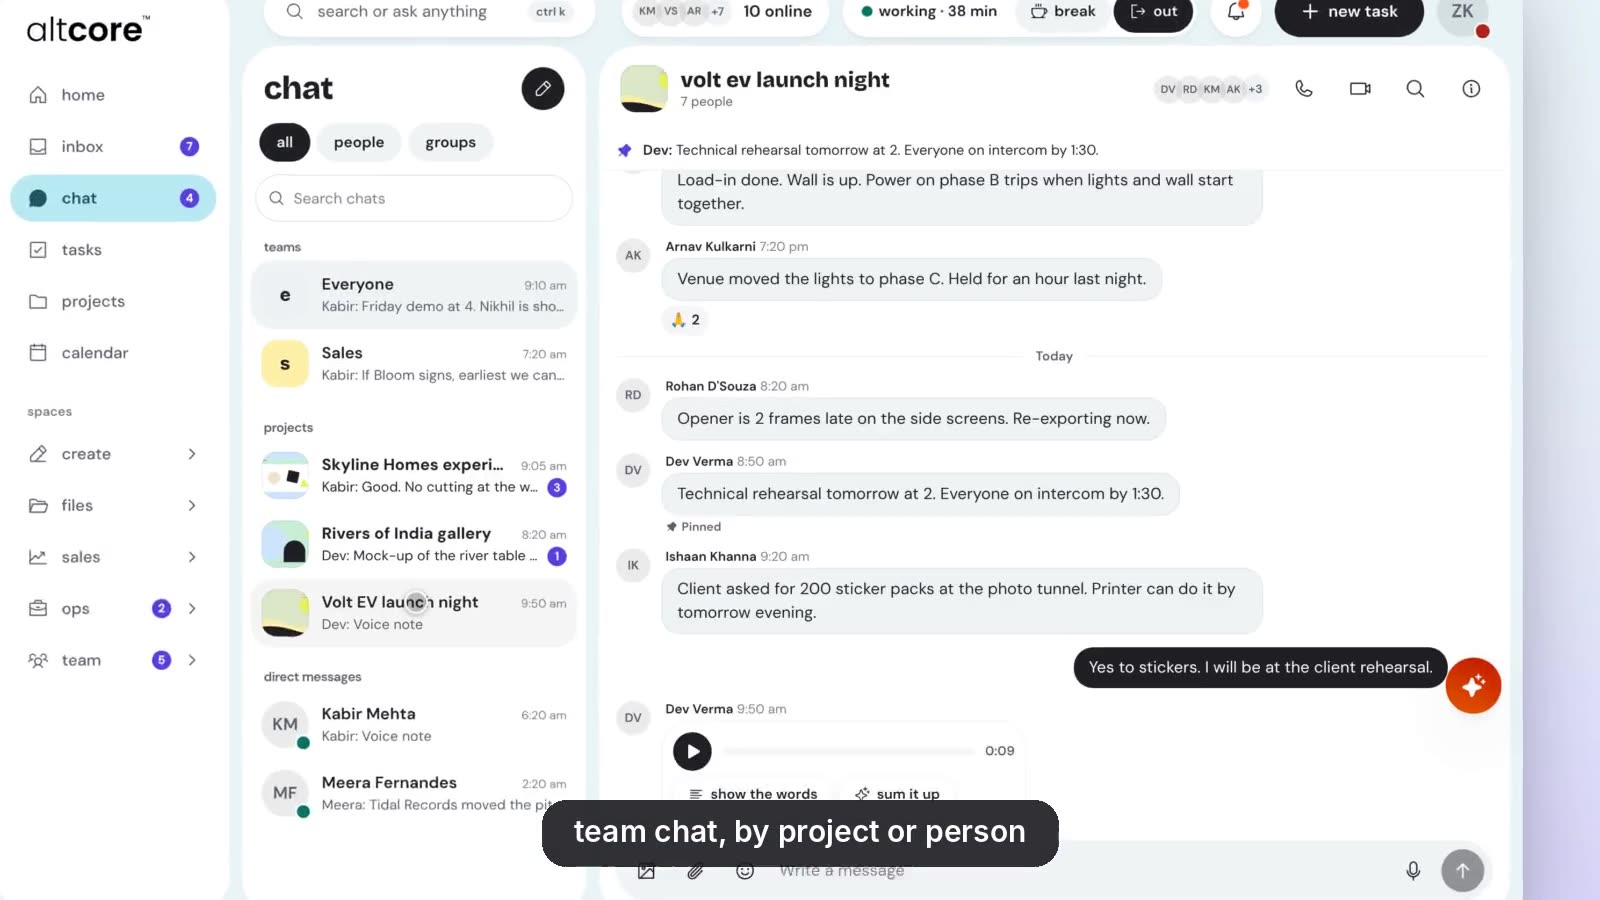 altcore™
search or ask anything
ctrl k
KM VS AR +7
10 online
working · 38 min
break
out
new task
ZK
home
inbox
7
chat
4
tasks
projects
calendar
spaces
create
files
sales
ops
2
team
5
chat
all
people
groups
Search chats
teams
e
Everyone
9:10 am
Kabir: Friday demo at 4. Nikhil is sho...
s
Sales
7:20 am
Kabir: If Bloom signs, earliest we can...
projects
Skyline Homes experi...
9:05 am
Kabir: Good. No cutting at the w...
3
Rivers of India gallery
8:20 am
Dev: Mock-up of the river table ...
1
Volt EV launch night
9:50 am
Dev: Voice note
direct messages
KM
Kabir Mehta
6:20 am
Kabir: Voice note
MF
Meera Fernandes
2:20 am
Meera: Tidal Records moved the pit
volt ev launch night
7 people
DV RD KM AK +3
Dev: Technical rehearsal tomorrow at 2. Everyone on intercom by 1:30.
Load-in done. Wall is up. Power on phase B trips when lights and wall start
together.
AK
Arnav Kulkarni 7:20 pm
Venue moved the lights to phase C. Held for an hour last night.
🙏 2
Today
RD
Rohan D'Souza 8:20 am
Opener is 2 frames late on the side screens. Re-exporting now.
DV
Dev Verma 8:50 am
Technical rehearsal tomorrow at 2. Everyone on intercom by 1:30.
Pinned
IK
Ishaan Khanna 9:20 am
Client asked for 200 sticker packs at the photo tunnel. Printer can do it by
tomorrow evening.
Yes to stickers. I will be at the client rehearsal.
DV
Dev Verma 9:50 am
0:09
show the words
sum it up
team chat, by project or person
Write a message